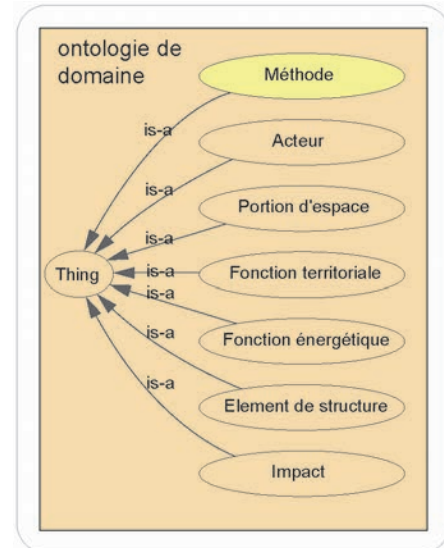 ontologie de
domaine
Méthode
is-a
Acteur
is-a
Portion d'espace
is-a
Thing
is-a
Fonction territoriale
is-a
Fonction énergétique
is-a
Element de structure
is-a
Impact